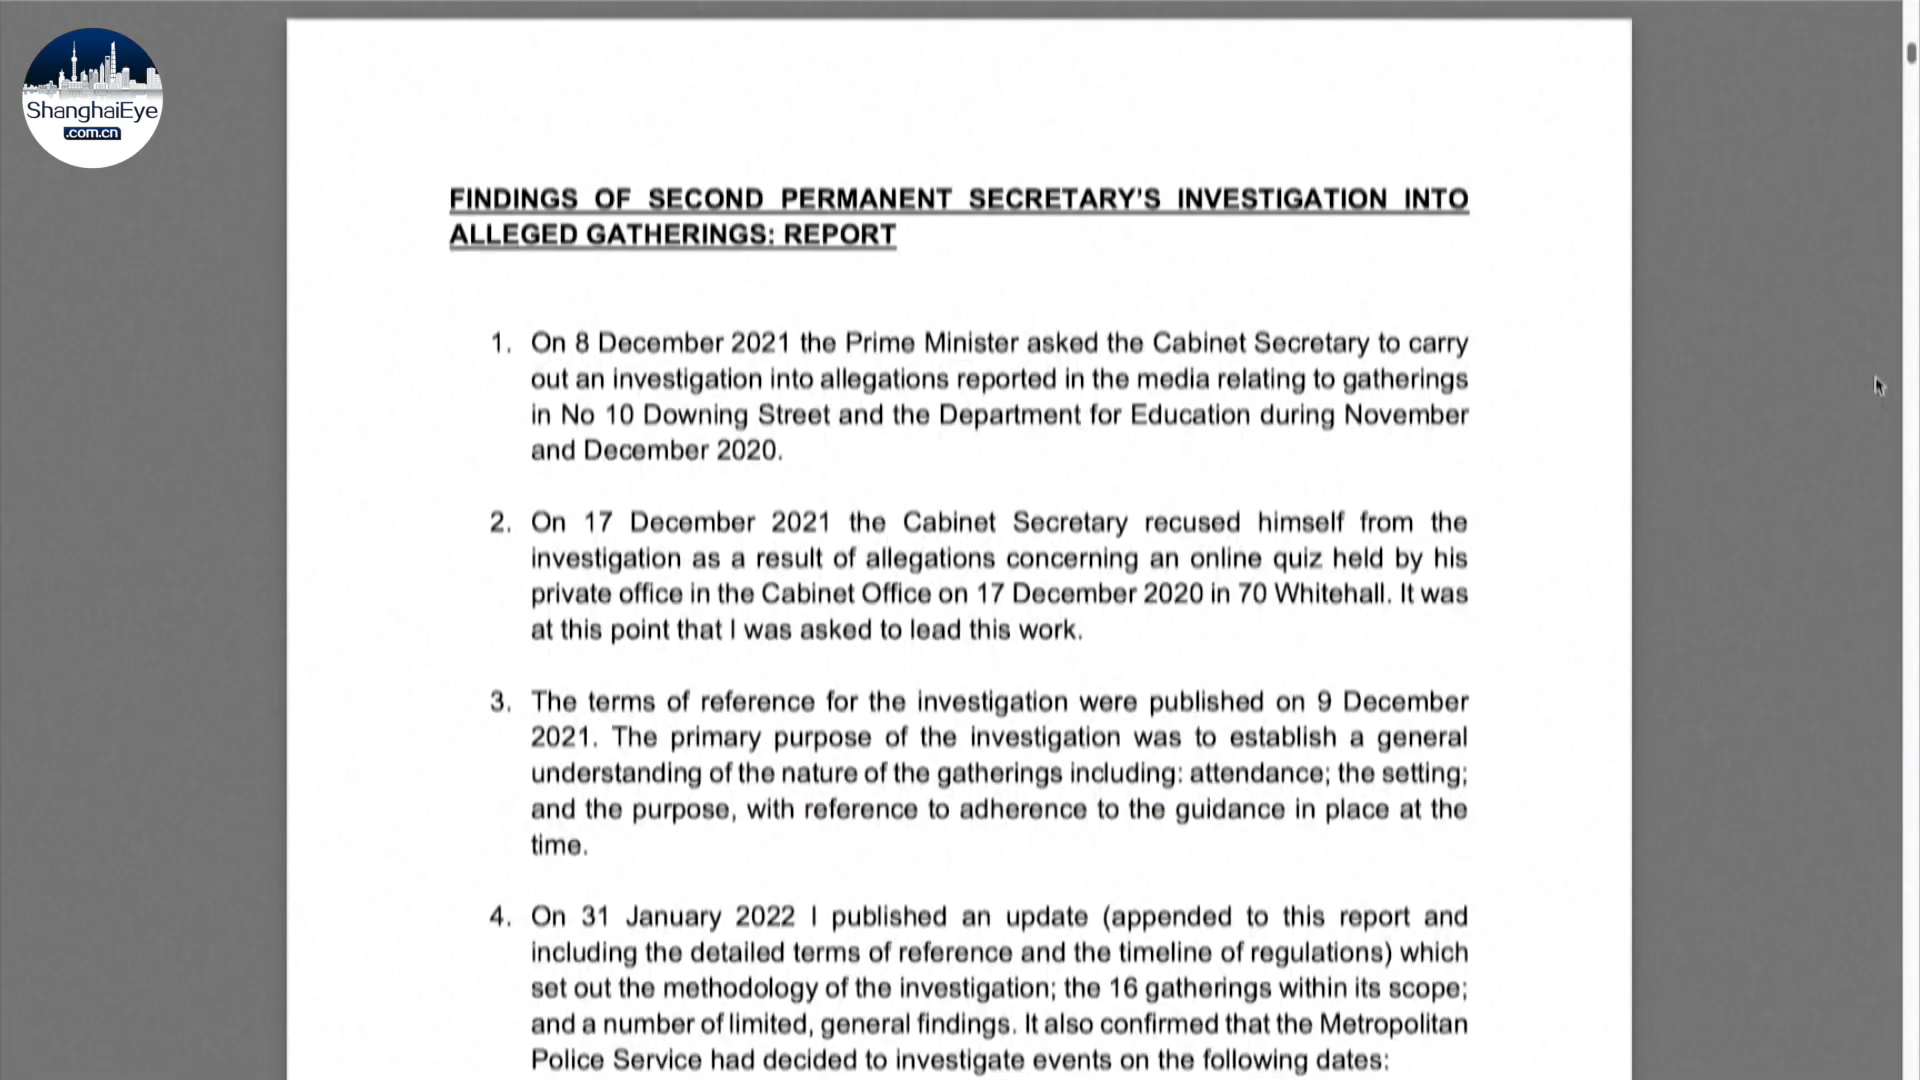 ShanghaiEye
.com.cn
FINDINGS OF SECOND PERMANENT SECRETARY'S INVESTIGATION INTO
ALLEGED GATHERINGS: REPORT
1. On 8 December 2021 the Prime Minister asked the Cabinet Secretary to carry
out an investigation into allegations reported in the media relating to gatherings
in No 10 Downing Street and the Department for Education during November
and December 2020.
2. On 17 December 2021 the Cabinet Secretary recused himself from the
investigation as a result of allegations concerning an online quiz held by his
private office in the Cabinet Office on 17 December 2020 in 70 Whitehall. It was
at this point that I was asked to lead this work.
3. The terms of reference for the investigation were published on 9 December
2021. The primary purpose of the investigation was to establish a general
understanding of the nature of the gatherings including: attendance; the setting;
and the purpose, with reference to adherence to the guidance in place at the
time.
4. On 31 January 2022 I published an update (appended to this report and
including the detailed terms of reference and the timeline of regulations) which
set out the methodology of the investigation; the 16 gatherings within its scope;
and a number of limited, general findings. It also confirmed that the Metropolitan
Police Service had decided to investigate events on the following dates: